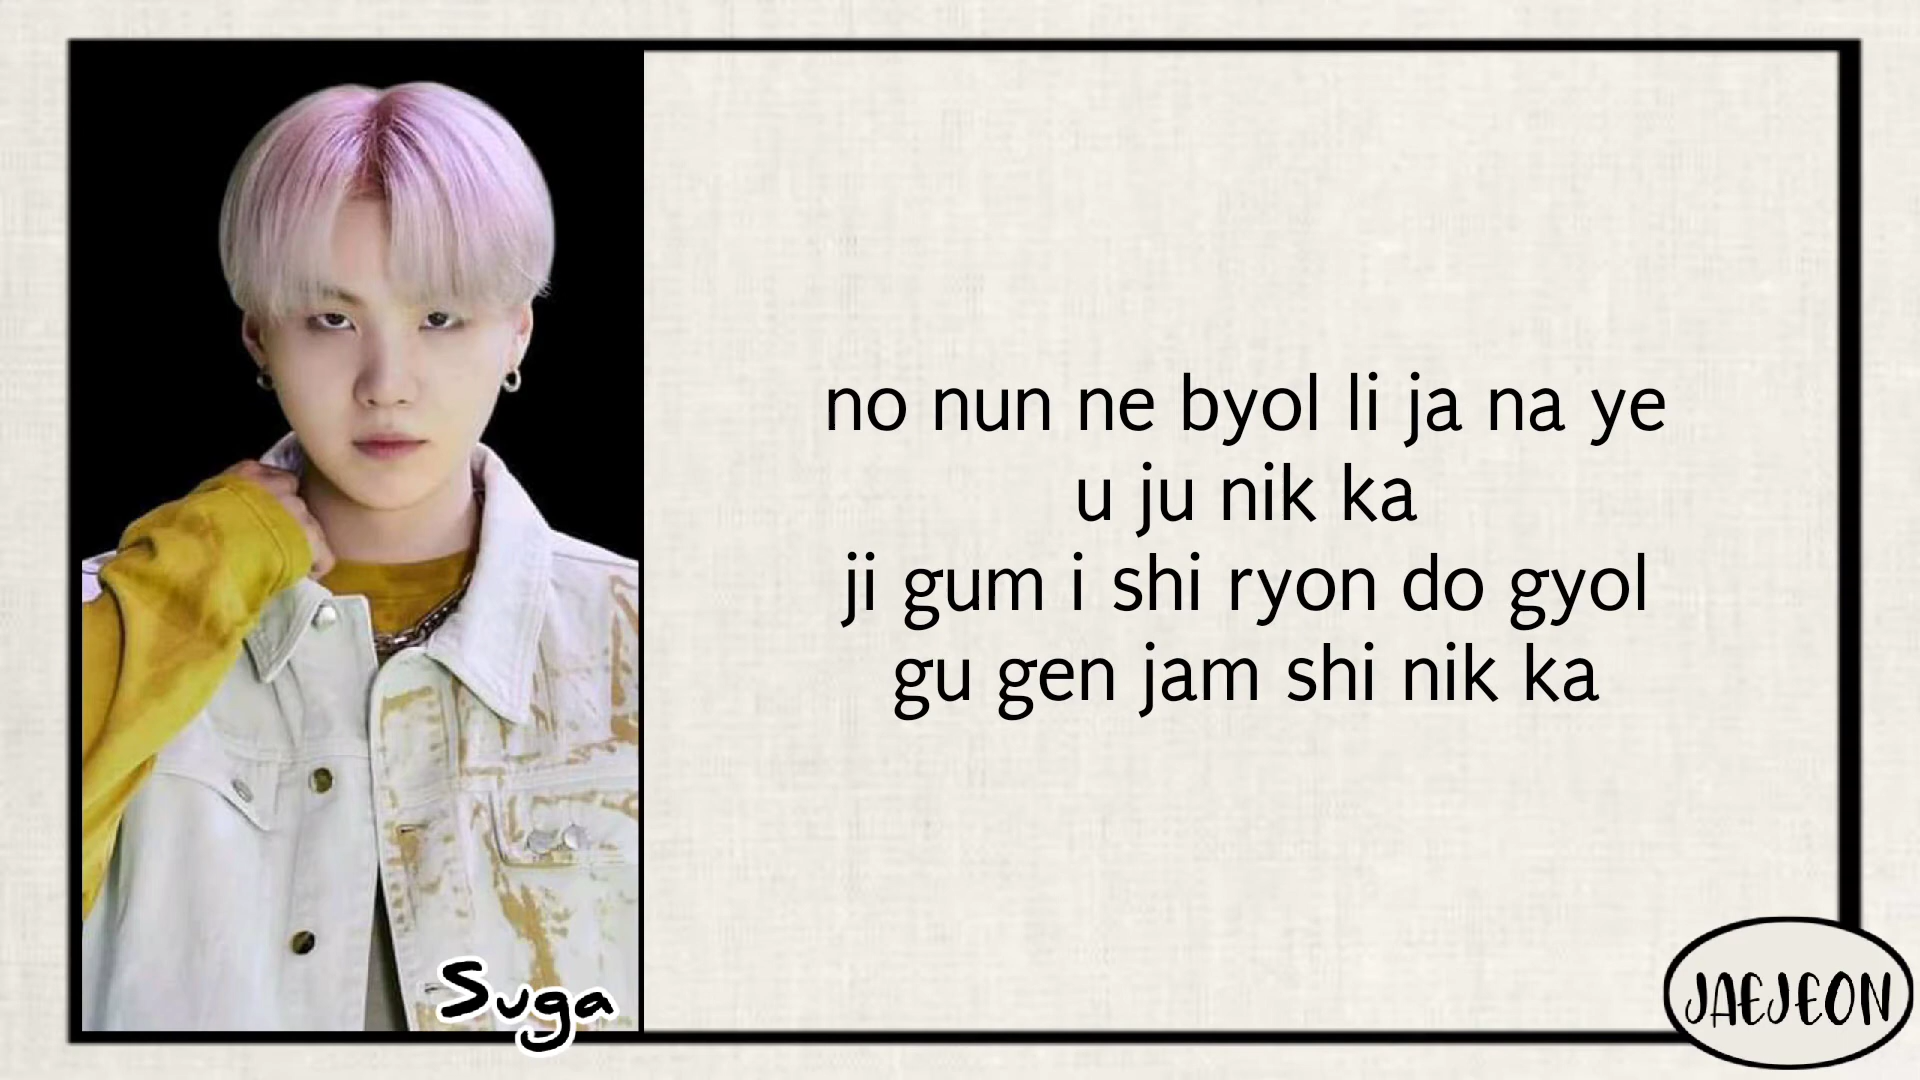 no nun ne byol li ja na ye
u ju nik ka
ji gum i shi ryon do gyol
gu gen jam shi nik ka
Suga
JAEJEON